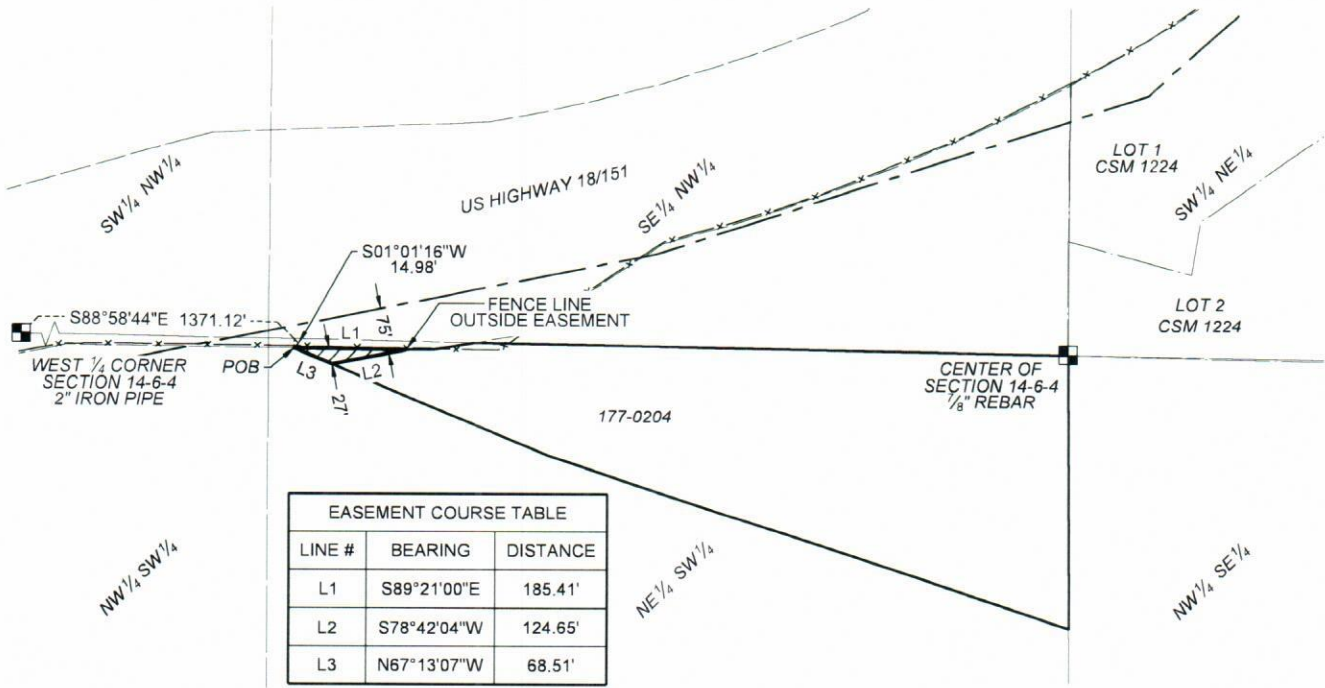 LOT 1
CSM 1224
SW¼ NE¼
SW¼ NW¼
US HIGHWAY 18/151
SE¼ NW¼
S01°01'16"W
14.98'
S88°58'44"E 1371.12'
FENCE LINE
OUTSIDE EASEMENT
LOT 2
CSM 1224
75'
L1
WEST ¼ CORNER
SECTION 14-6-4
2" IRON PIPE
POB
L3
L2
27'
CENTER OF
SECTION 14-6-4
⅞" REBAR
177-0204
EASEMENT COURSE TABLE
LINE # BEARING DISTANCE
L1 S89°21'00"E 185.41'
L2 S78°42'04"W 124.65'
L3 N67°13'07"W 68.51'
NW¼ SW¼
NE¼ SW¼
NW¼ SE¼